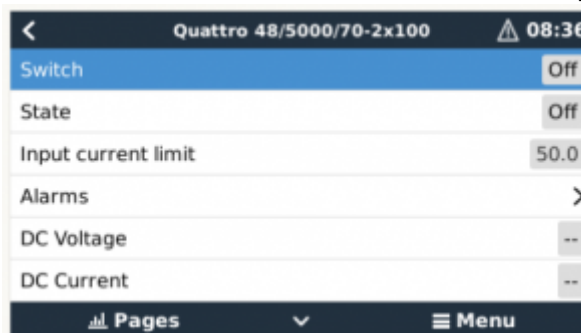 Quattro 48/5000/70-2x100 08:36
Switch Off
State Off
Input current limit 50.0
Alarms
DC Voltage --
DC Current --
Pages Menu